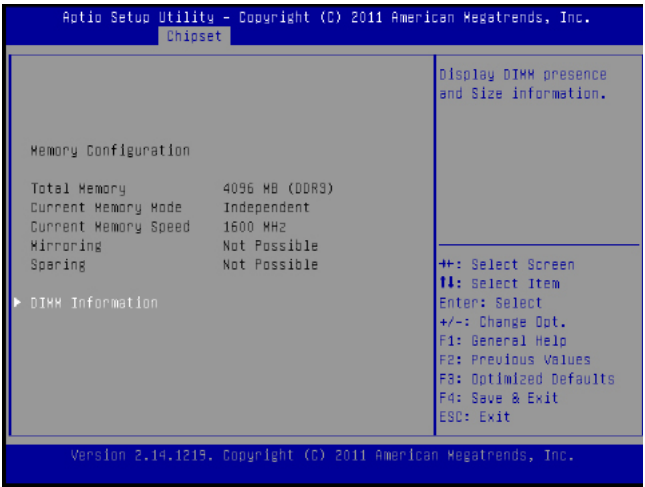 Aptio Setup Utility – Copyright (C) 2011 American Megatrends, Inc.
Chipset
Memory Configuration
Total Memory 4096 MB (DDR3)
Current Memory Mode Independent
Current Memory Speed 1600 MHz
Mirroring Not Possible
Sparing Not Possible
▶ DIMM Information
Display DIMM presence
and Size information.
→←: Select Screen
↑↓: Select Item
Enter: Select
+/-: Change Opt.
F1: General Help
F2: Previous Values
F3: Optimized Defaults
F4: Save & Exit
ESC: Exit
Version 2.14.1219. Copyright (C) 2011 American Megatrends, Inc.